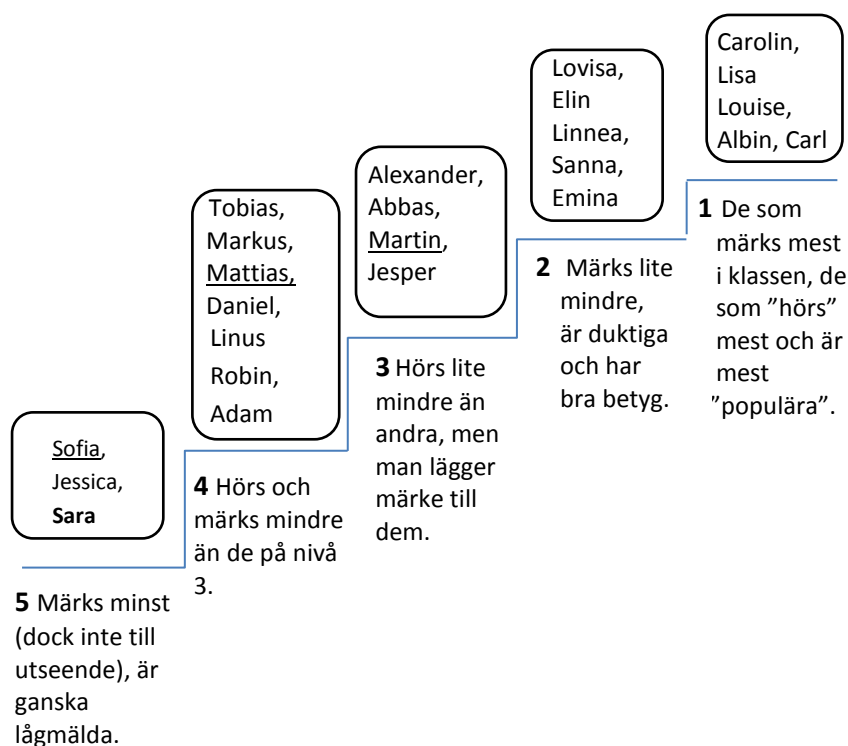 Carolin,
Lisa
Louise,
Albin, Carl
1 De som
märks mest
i klassen, de
som ”hörs”
mest och är
mest
”populära”.
Lovisa,
Elin
Linnea,
Sanna,
Emina
2 Märks lite
mindre,
är duktiga
och har
bra betyg.
Alexander,
Abbas,
Martin,
Jesper
3 Hörs lite
mindre än
andra, men
man lägger
märke till
dem.
Tobias,
Markus,
Mattias,
Daniel,
Linus
Robin,
Adam
4 Hörs och
märks mindre
än de på nivå
3.
Sofia,
Jessica,
Sara
5 Märks minst
(dock inte till
utseende), är
ganska
lågmälda.